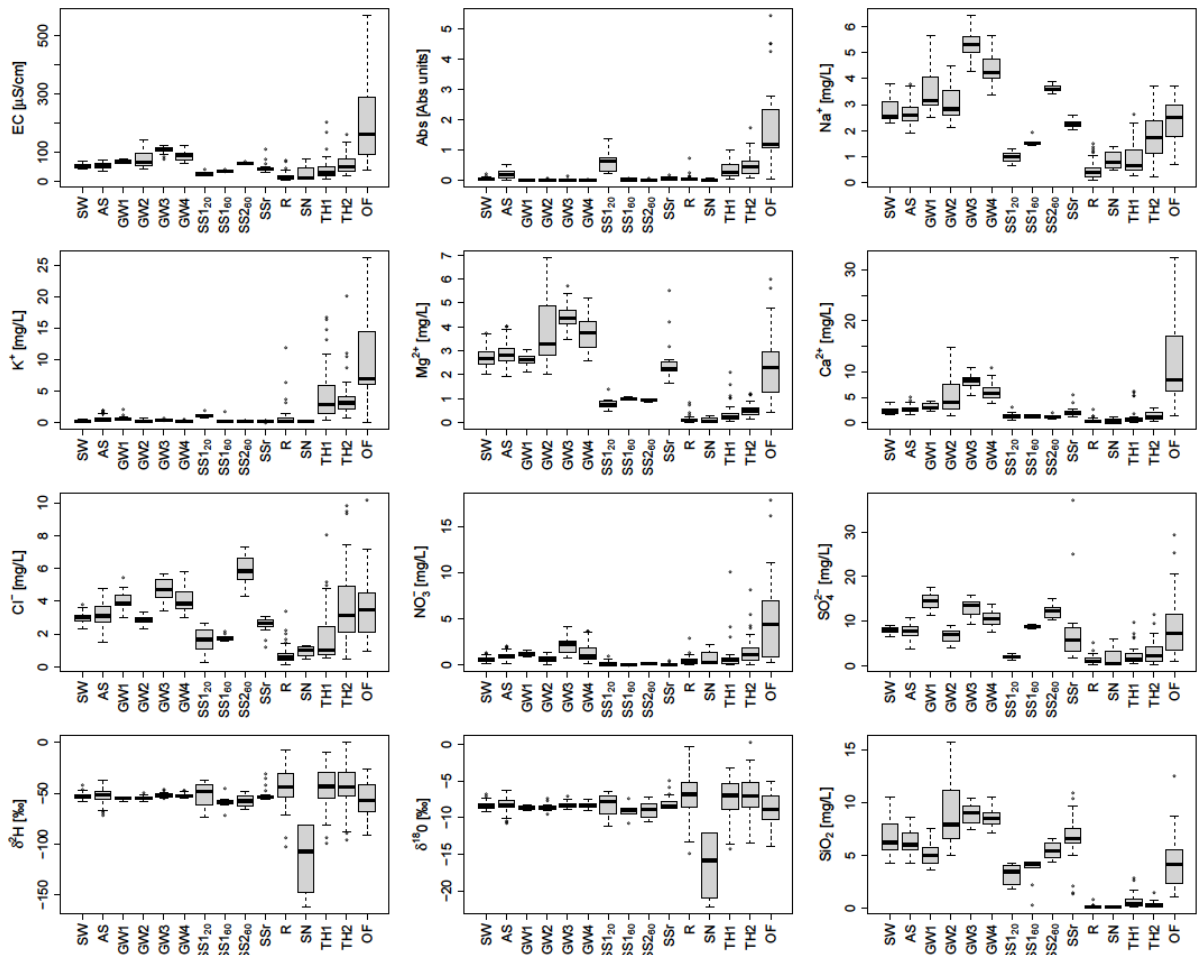 EC [µS/cm]
0 100 300 500
SW AS GW1 GW2 GW3 GW4 SS1₂₀ SS1₆₀ SS2₆₀ SSr R SN TH1 TH2 OF
Abs [Abs units]
0 1 2 3 4 5
SW AS GW1 GW2 GW3 GW4 SS1₂₀ SS1₆₀ SS2₆₀ SSr R SN TH1 TH2 OF
Na⁺ [mg/L]
0 1 2 3 4 5 6
SW AS GW1 GW2 GW3 GW4 SS1₂₀ SS1₆₀ SS2₆₀ SSr R SN TH1 TH2 OF
K⁺ [mg/L]
0 5 10 15 20 25
SW AS GW1 GW2 GW3 GW4 SS1₂₀ SS1₆₀ SS2₆₀ SSr R SN TH1 TH2 OF
Mg²⁺ [mg/L]
0 1 2 3 4 5 6 7
SW AS GW1 GW2 GW3 GW4 SS1₂₀ SS1₆₀ SS2₆₀ SSr R SN TH1 TH2 OF
Ca²⁺ [mg/L]
0 5 10 20 30
SW AS GW1 GW2 GW3 GW4 SS1₂₀ SS1₆₀ SS2₆₀ SSr R SN TH1 TH2 OF
Cl⁻ [mg/L]
0 2 4 6 8 10
SW AS GW1 GW2 GW3 GW4 SS1₂₀ SS1₆₀ SS2₆₀ SSr R SN TH1 TH2 OF
NO₃⁻ [mg/L]
0 5 10 15
SW AS GW1 GW2 GW3 GW4 SS1₂₀ SS1₆₀ SS2₆₀ SSr R SN TH1 TH2 OF
SO₄²⁻ [mg/L]
0 10 20 30
SW AS GW1 GW2 GW3 GW4 SS1₂₀ SS1₆₀ SS2₆₀ SSr R SN TH1 TH2 OF
δ²H [‰]
−150 −100 −50 0
SW AS GW1 GW2 GW3 GW4 SS1₂₀ SS1₆₀ SS2₆₀ SSr R SN TH1 TH2 OF
δ¹⁸O [‰]
−20 −15 −10 −5 0
SW AS GW1 GW2 GW3 GW4 SS1₂₀ SS1₆₀ SS2₆₀ SSr R SN TH1 TH2 OF
SiO₂ [mg/L]
0 5 10 15
SW AS GW1 GW2 GW3 GW4 SS1₂₀ SS1₆₀ SS2₆₀ SSr R SN TH1 TH2 OF